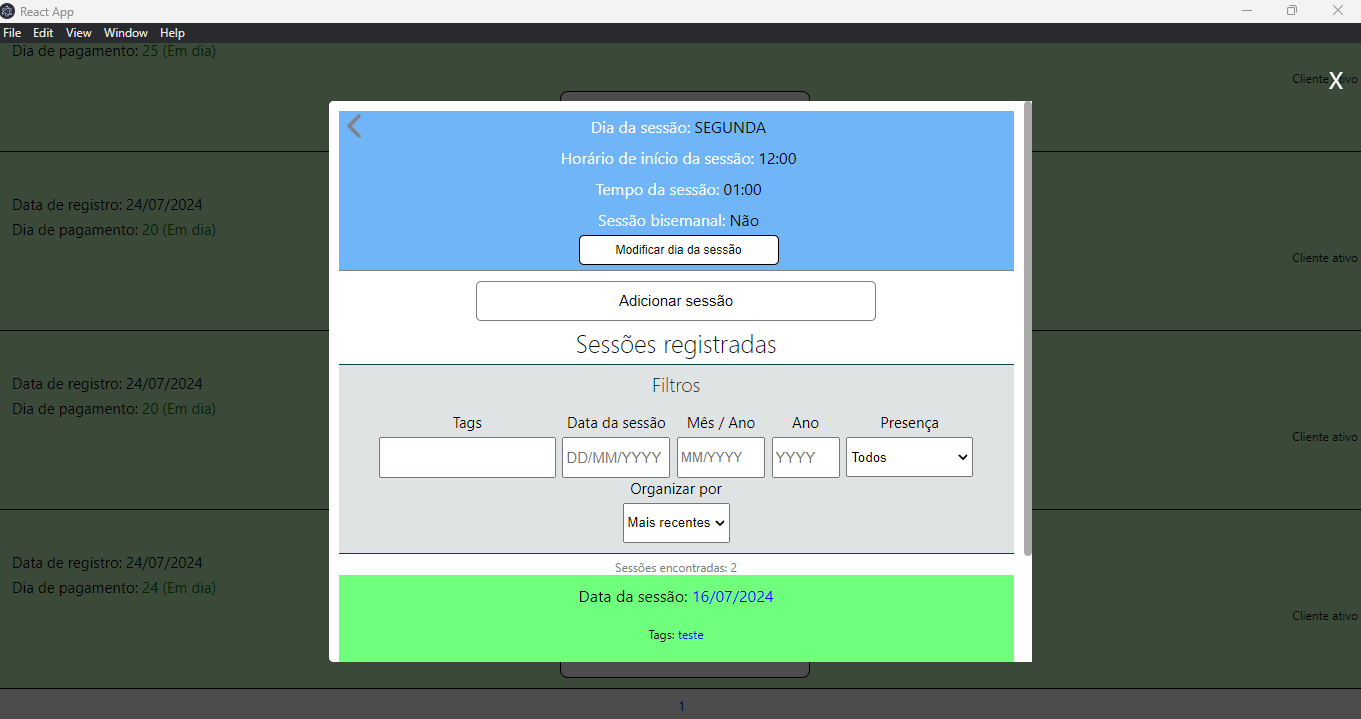 React App
File Edit View Window Help
Dia de pagamento: 25 (Em dia)
Cliente ativo
X
Dia da sessão: SEGUNDA
Horário de início da sessão: 12:00
Tempo da sessão: 01:00
Sessão bisemanal: Não
Modificar dia da sessão
Data de registro: 24/07/2024
Dia de pagamento: 20 (Em dia)
Cliente ativo
Adicionar sessão
Sessões registradas
Data de registro: 24/07/2024
Dia de pagamento: 20 (Em dia)
Cliente ativo
Filtros
Tags Data da sessão Mês / Ano Ano Presença
DD/MM/YYYY MM/YYYY YYYY Todos
Organizar por
Mais recentes
Sessões encontradas: 2
Data da sessão: 16/07/2024
Tags: teste
Data de registro: 24/07/2024
Dia de pagamento: 24 (Em dia)
Cliente ativo
1